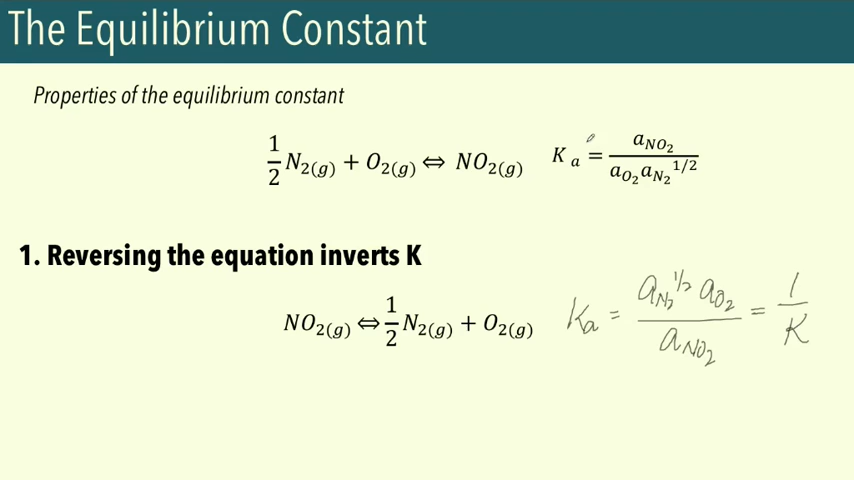 The Equilibrium Constant
Properties of the equilibrium constant
1/2 N₂(g) + O₂(g) ⇔ NO₂(g) K a = a_NO₂ / a_O₂ a_N₂^1/2
1. Reversing the equation inverts K
NO₂(g) ⇔ 1/2 N₂(g) + O₂(g) Ka = a_N₂^1/2 a_O₂ / a_NO₂ = 1/K